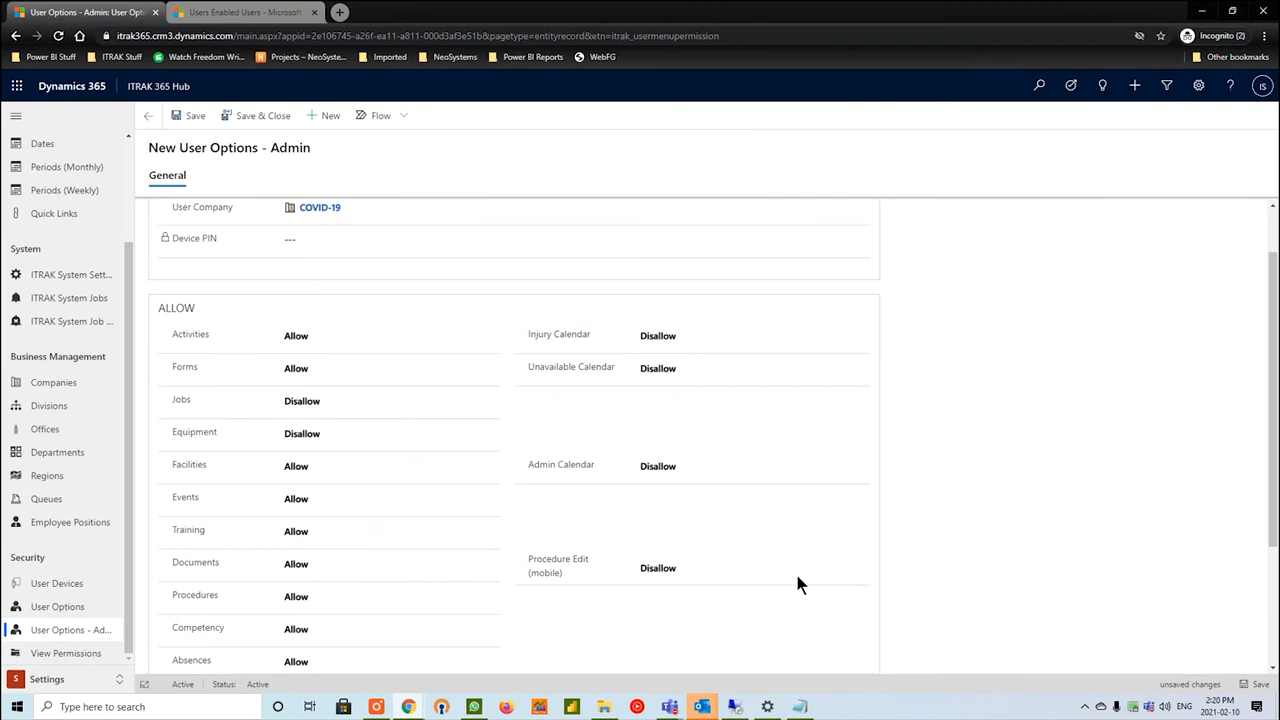 User Options - Admin: User Opti
Users Enabled Users - Microsoft
itrak365.crm3.dynamics.com/main.aspx?appid=2e106745-a26f-ea11-a811-000d3af3e51b&pagetype=entityrecord&etn=itrak_usermenupermission
Incognito (2)
Power BI Stuff
ITRAK Stuff
Watch Freedom Wri...
Projects – NeoSyste...
Imported
NeoSystems
Power BI Reports
WebFG
Other bookmarks
Dynamics 365
ITRAK 365 Hub
IS
Save
Save & Close
New
Flow
New User Options - Admin
General
Dates
Periods (Monthly)
Periods (Weekly)
Quick Links
System
ITRAK System Sett...
ITRAK System Jobs
ITRAK System Job ...
Business Management
Companies
Divisions
Offices
Departments
Regions
Queues
Employee Positions
Security
User Devices
User Options
User Options - Ad...
View Permissions
S Settings
User Company COVID-19
Device PIN ---
ALLOW
Activities Allow
Forms Allow
Jobs Disallow
Equipment Disallow
Facilities Allow
Events Allow
Training Allow
Documents Allow
Procedures Allow
Competency Allow
Absences Allow
Injury Calendar Disallow
Unavailable Calendar Disallow
Admin Calendar Disallow
Procedure Edit
(mobile) Disallow
Active
Status: Active
unsaved changes
Save
Type here to search
ENG
2:20 PM
2021-02-10